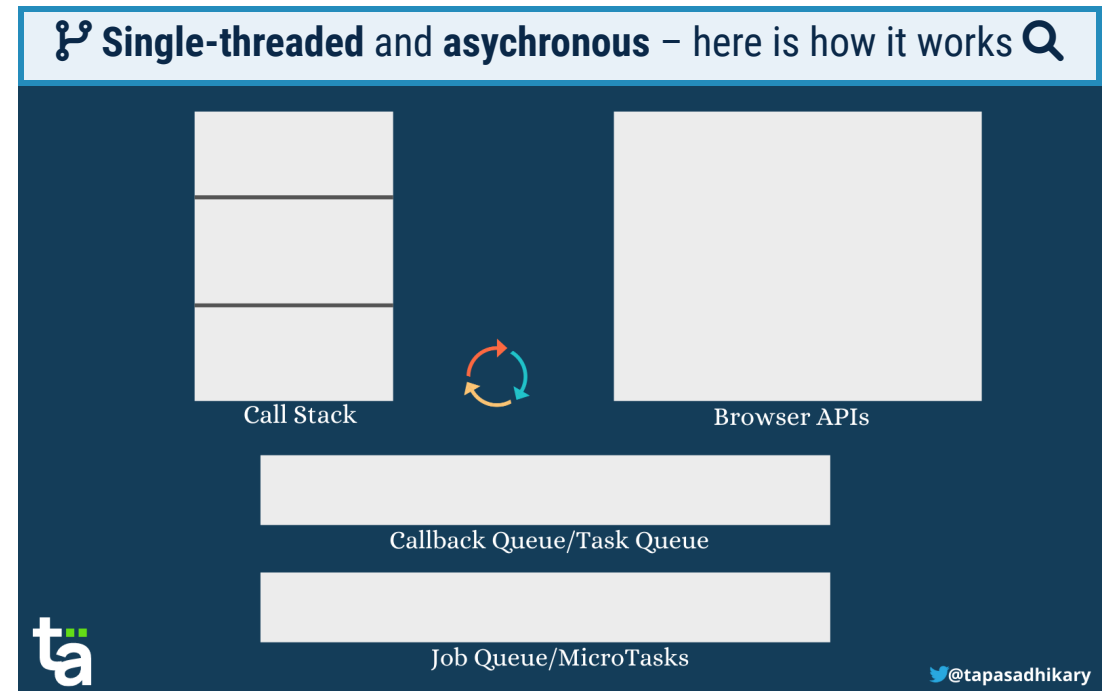 Single-threaded and asychronous – here is how it works
Call Stack
Browser APIs
Callback Queue/Task Queue
Job Queue/MicroTasks
tä
@tapasadhikary